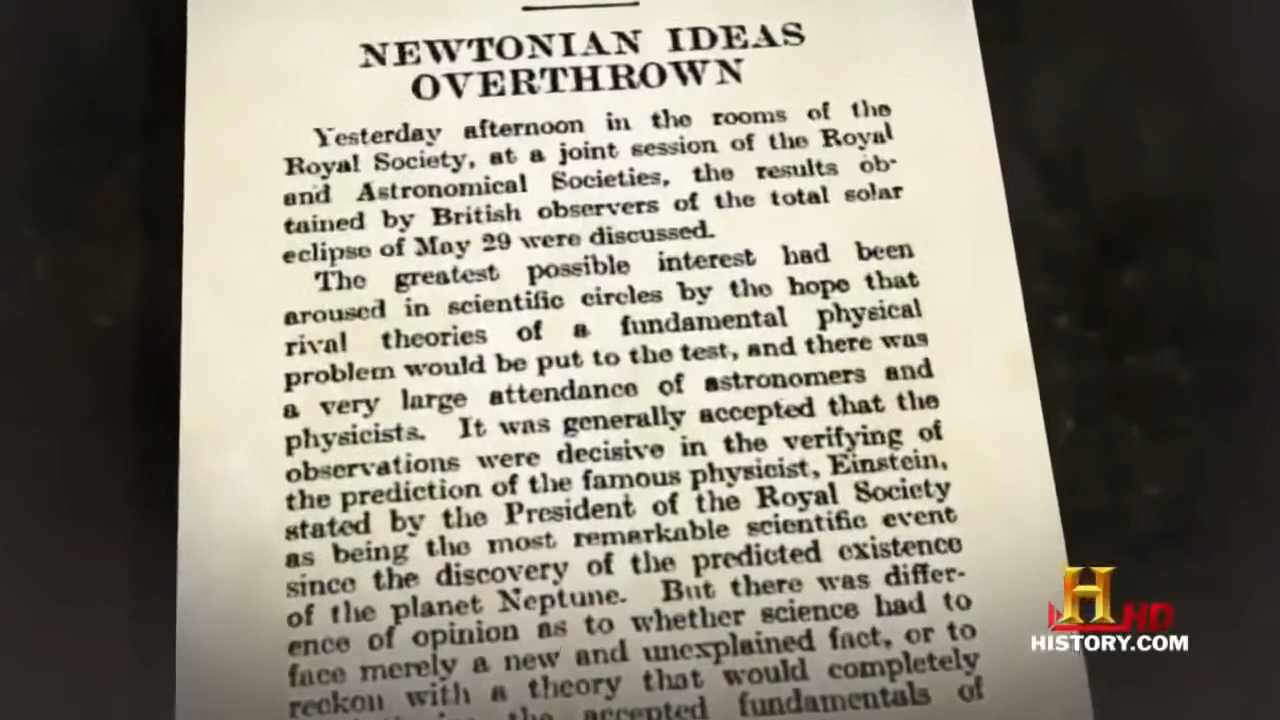 NEWTONIAN IDEAS
OVERTHROWN
Yesterday afternoon in the rooms of the
Royal Society, at a joint session of the Royal
and Astronomical Societies, the results ob-
tained by British observers of the total solar
eclipse of May 29 were discussed.
The greatest possible interest had been
aroused in scientific circles by the hope that
rival theories of a fundamental physical
problem would be put to the test, and there was
a very large attendance of astronomers and
physicists. It was generally accepted that the
observations were decisive in the verifying of
the prediction of the famous physicist, Einstein,
stated by the President of the Royal Society
as being the most remarkable scientific event
since the discovery of the predicted existence
of the planet Neptune. But there was differ-
ence of opinion as to whether science had to
face merely a new and unexplained fact, or to
reckon with a theory that would completely
the accepted fundamentals of
H HD
HISTORY.COM